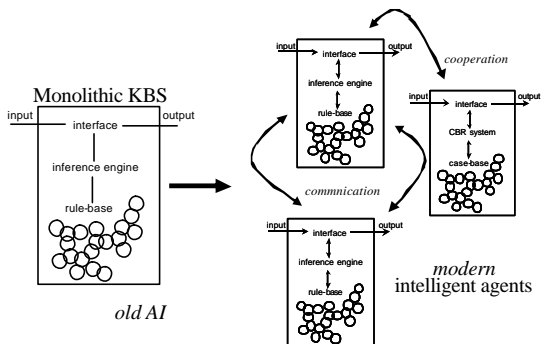 Monolithic KBS
input
output
interface
inference engine
rule-base
old AI
input
output
interface
inference engine
rule-base
cooperation
input
output
interface
CBR system
case-base
commnication
input
output
interface
inference engine
rule-base
modern
intelligent agents